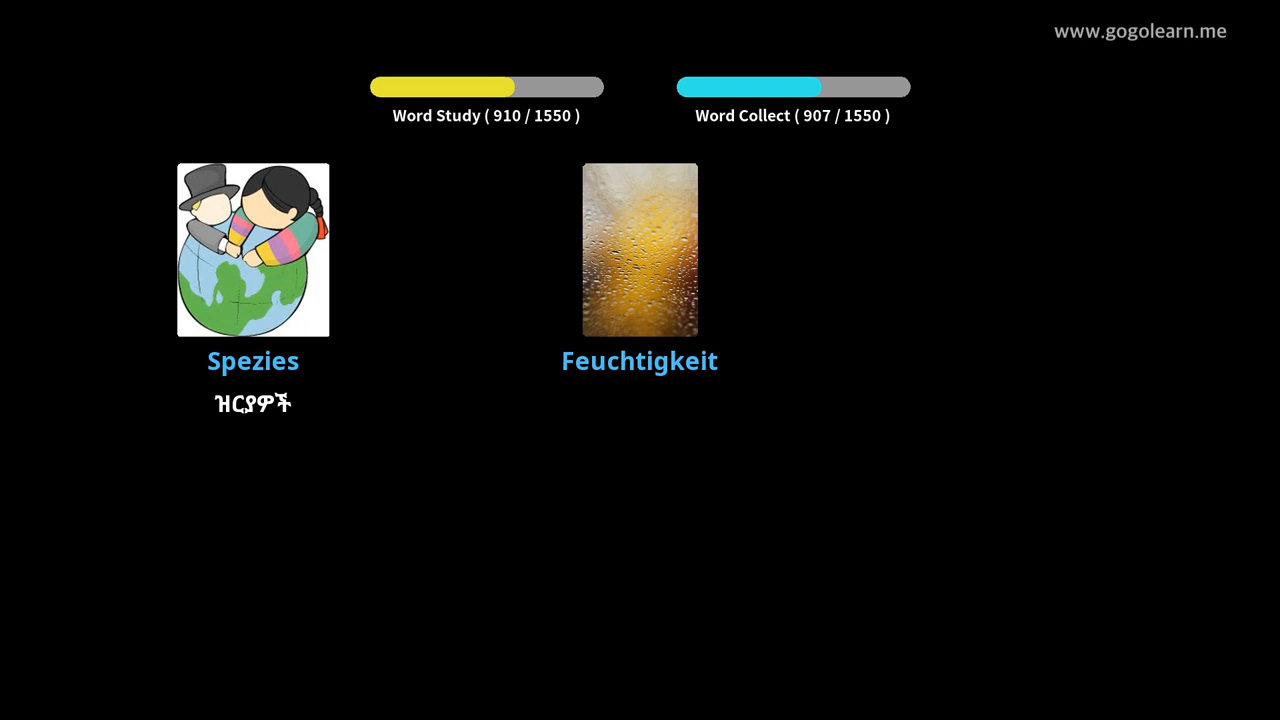 www.gogolearn.me
Word Study ( 910 / 1550 )
Word Collect ( 907 / 1550 )
Spezies
Feuchtigkeit
ዝርያዎች